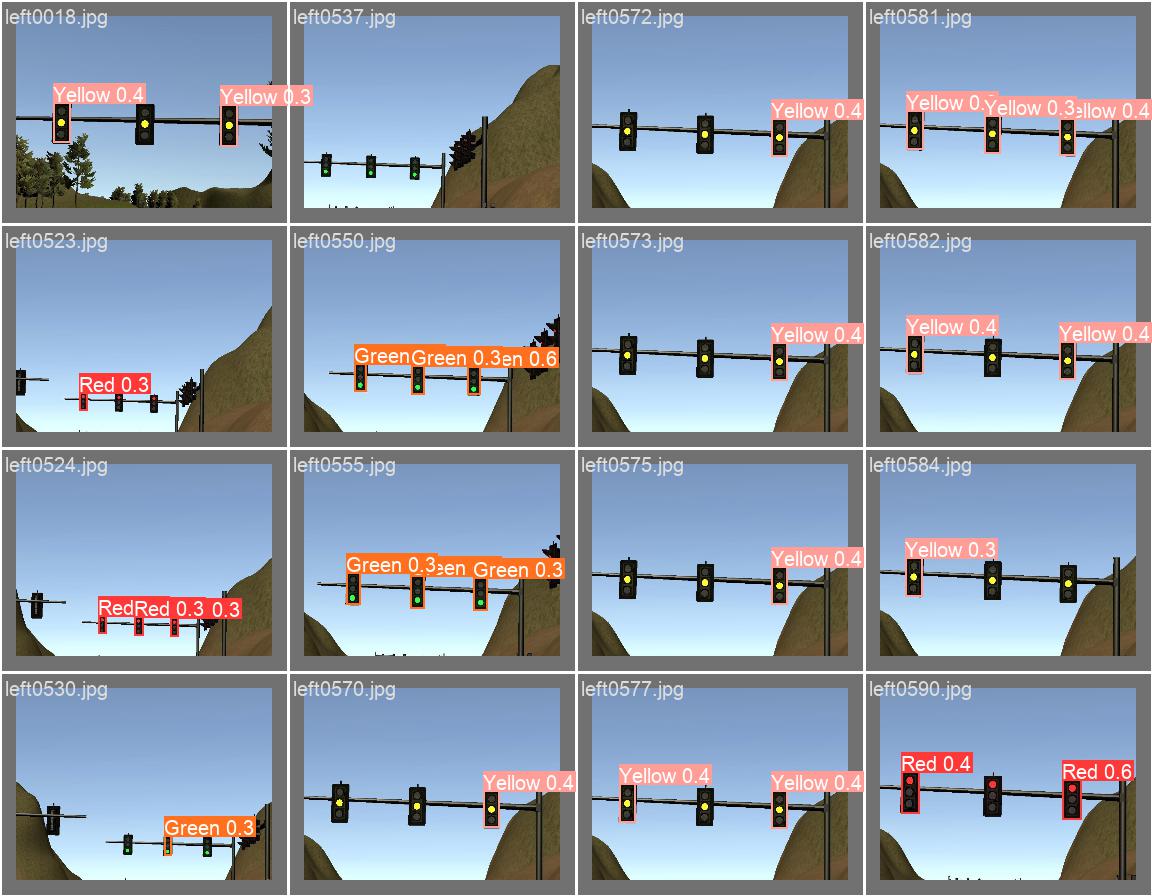 left0018.jpg
Yellow 0.4
Yellow 0.3
left0537.jpg
left0572.jpg
Yellow 0.4
left0581.jpg
Yellow 0.
Yellow 0.3
ellow 0.4
left0523.jpg
Red 0.3
left0550.jpg
Green
Green 0.3
en 0.6
left0573.jpg
Yellow 0.4
left0582.jpg
Yellow 0.4
Yellow 0.4
left0524.jpg
Red
Red 0.3
0.3
left0555.jpg
Green 0.3
een
Green 0.3
left0575.jpg
Yellow 0.4
left0584.jpg
Yellow 0.3
left0530.jpg
Green 0.3
left0570.jpg
Yellow 0.4
left0577.jpg
Yellow 0.4
Yellow 0.4
left0590.jpg
Red 0.4
Red 0.6